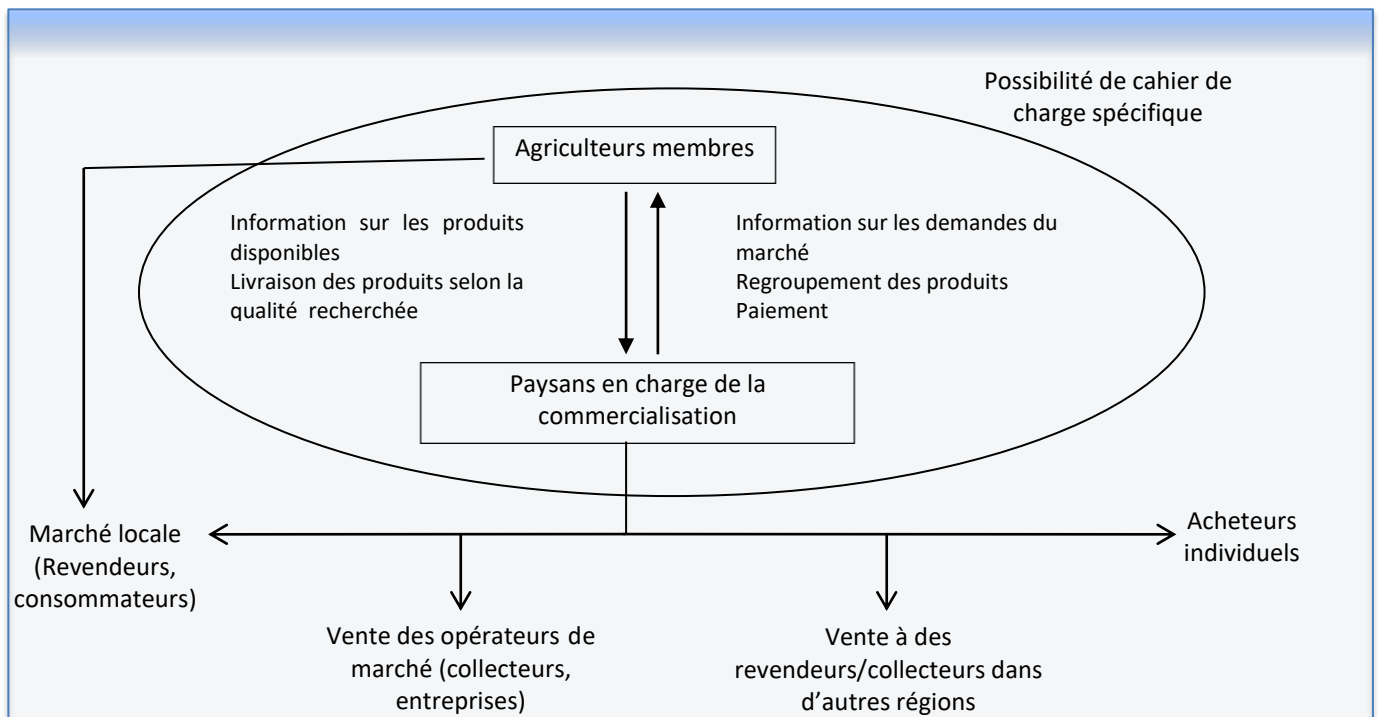 Possibilité de cahier de
charge spécifique
Agriculteurs membres
Information sur les produits
disponibles
Livraison des produits selon la
qualité recherchée
Information sur les demandes du
marché
Regroupement des produits
Paiement
Paysans en charge de la
commercialisation
Marché locale
(Revendeurs,
consommateurs)
Acheteurs
individuels
Vente des opérateurs de
marché (collecteurs,
entreprises)
Vente à des
revendeurs/collecteurs dans
d’autres régions